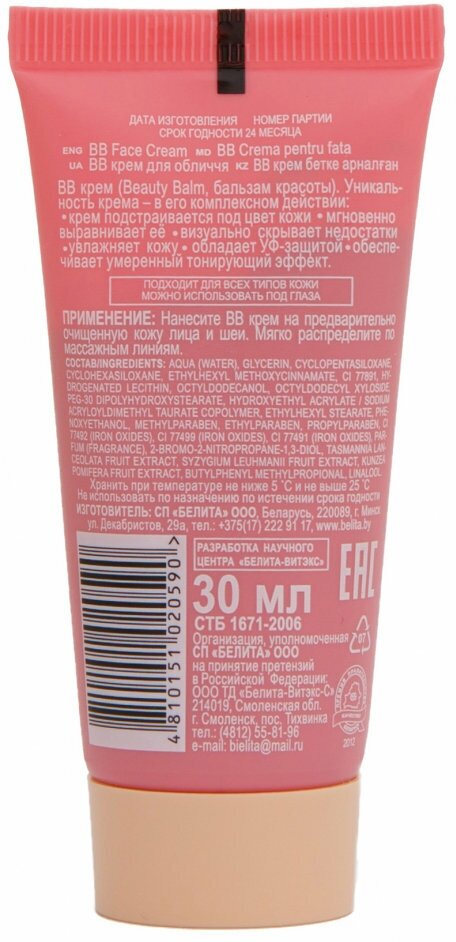 ДАТА ИЗГОТОВЛЕНИЯ НОМЕР ПАРТИИ
СРОК ГОДНОСТИ 24 МЕСЯЦА
ENG BB Face Cream MD BB Crema pentru fata
UA BB крем для обличчя KZ BB крем бетке арналған
BB крем (Beauty Balm, бальзам красоты). Уникаль-
ность крема – в его комплексном действии:
• крем подстраивается под цвет кожи • мгновенно
выравнивает её • визуально скрывает недостатки
• увлажняет кожу • обладает УФ-защитой • обеспе-
чивает умеренный тонирующий эффект.
ПОДХОДИТ ДЛЯ ВСЕХ ТИПОВ КОЖИ
МОЖНО ИСПОЛЬЗОВАТЬ ПОД ГЛАЗА
ПРИМЕНЕНИЕ: Нанесите BB крем на предварительно
очищенную кожу лица и шеи. Мягко распределите по
массажным линиям.
СОСТАВ/INGREDIENTS: AQUA (WATER), GLYCERIN, CYCLOPENTASILOXANE,
CYCLOHEXASILOXANE, ETHYLHEXYL METHOXYCINNAMATE, CI 77891, HY-
DROGENATED LECITHIN, OCTYLDODECANOL, OCTYLDODECYL XYLOSIDE,
PEG-30 DIPOLYHYDROXYSTEARATE, HYDROXYETHYL ACRYLATE / SODIUM
ACRYLOYLDIMETHYL TAURATE COPOLYMER, ETHYLHEXYL STEARATE, PHE-
NOXYETHANOL, METHYLPARABEN, ETHYLPARABEN, PROPYLPARABEN, CI
77492 (IRON OXIDES), CI 77499 (IRON OXIDES), CI 77491 (IRON OXIDES), PAR-
FUM (FRAGRANCE), 2-BROMO-2-NITROPROPANE-1,3-DIOL, TASMANNIA LAN-
CEOLATA FRUIT EXTRACT, SYZYGIUM LEUHMANII FRUIT EXTRACT, KUNZEA
POMIFERA FRUIT EXTRACT, BUTYLPHENYL METHYLPROPIONAL, LINALOOL.
Хранить при температуре не ниже 5 °С и не выше 25 °С
Не использовать по назначению по истечении срока годности
ИЗГОТОВИТЕЛЬ: СП «БЕЛИТА» ООО, Беларусь, 220089, г. Минск
ул. Декабристов, 29а, тел.: +375(17) 222 91 17, www.belita.by
РАЗРАБОТКА НАУЧНОГО
ЦЕНТРА «БЕЛИТА-ВИТЭКС»
EAC
30 мл
СТБ 1671-2006
Организация, уполномоченная
СП «БЕЛИТА» ООО
на принятие претензий
в Российской Федерации:
ООО ТД «Белита-Витэкс-С»
214019, Смоленская обл.
г. Смоленск, пос. Тихвинка
тел.: (4812) 55-81-96
e-mail: bielita@mail.ru
07
2012
4 810151 020590 >